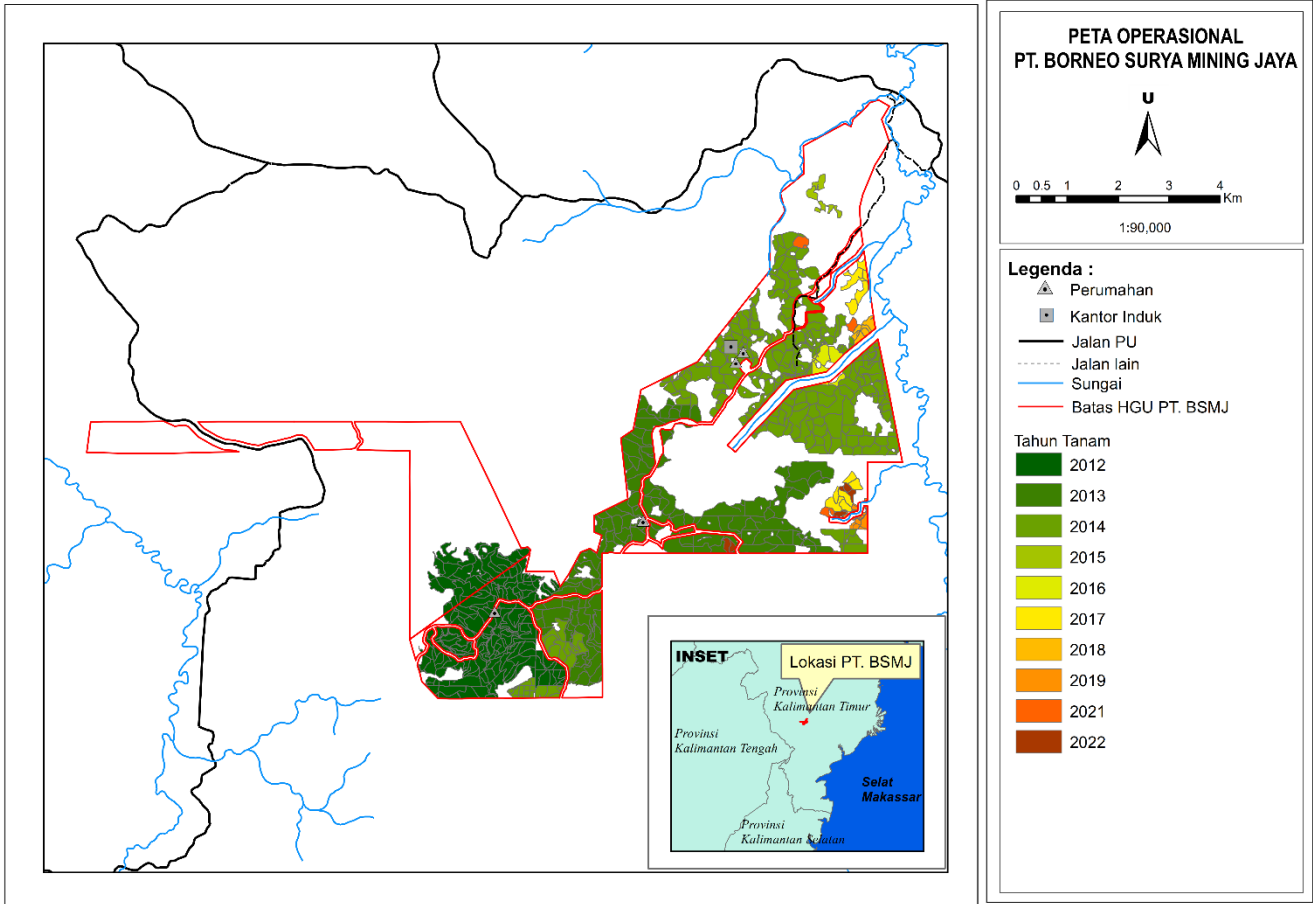 PETA OPERASIONAL
PT. BORNEO SURYA MINING JAYA
U
0 0.5 1 2 3 4
Km
1:90,000
Legenda :
Perumahan
Kantor Induk
Jalan PU
Jalan lain
Sungai
Batas HGU PT. BSMJ
Tahun Tanam
2012
2013
2014
2015
2016
2017
2018
2019
2021
2022
INSET
Lokasi PT. BSMJ
Provinsi
Kalimantan Timur
Provinsi
Kalimantan Tengah
Selat
Makassar
Provinsi
Kalimantan Selatan